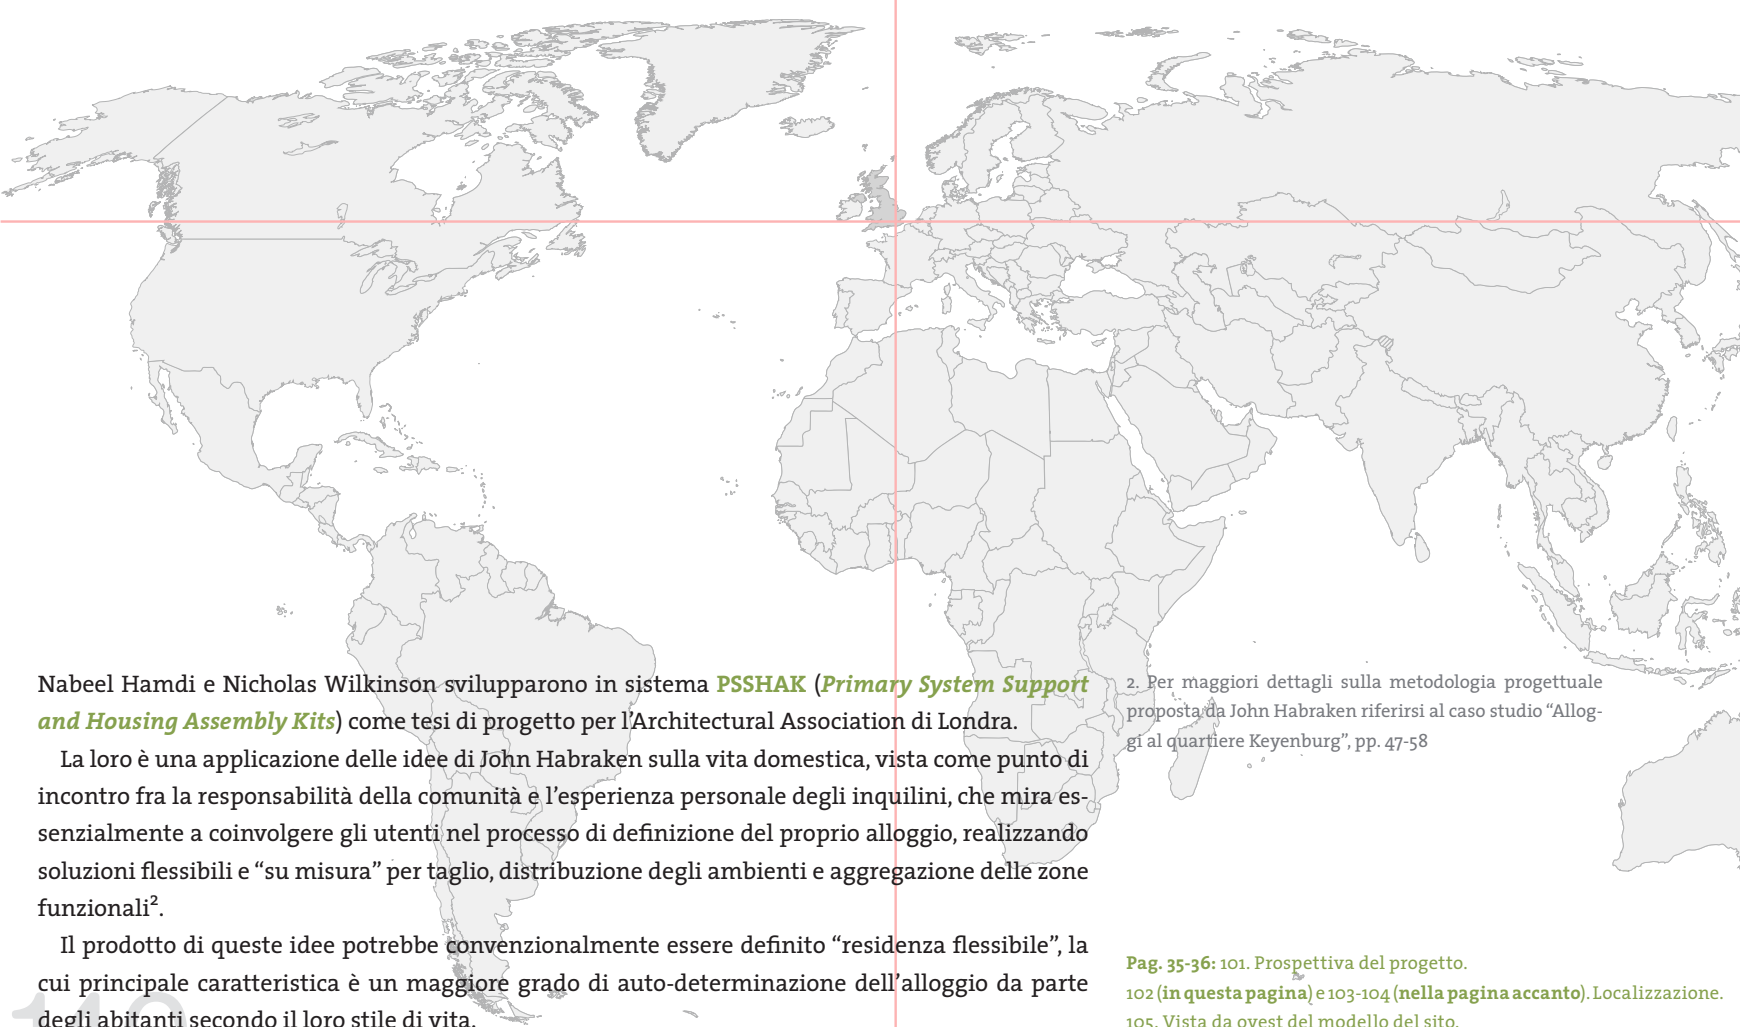 Nabeel Hamdi e Nicholas Wilkinson svilupparono in sistema PSSHAK (Primary System Support
and Housing Assembly Kits) come tesi di progetto per l'Architectural Association di Londra.
La loro è una applicazione delle idee di John Habraken sulla vita domestica, vista come punto di
incontro fra la responsabilità della comunità e l'esperienza personale degli inquilini, che mira es-
senzialmente a coinvolgere gli utenti nel processo di definizione del proprio alloggio, realizzando
soluzioni flessibili e “su misura” per taglio, distribuzione degli ambienti e aggregazione delle zone
funzionali².
Il prodotto di queste idee potrebbe convenzionalmente essere definito “residenza flessibile”, la
cui principale caratteristica è un maggiore grado di auto-determinazione dell'alloggio da parte
degli abitanti secondo il loro stile di vita.
2. Per maggiori dettagli sulla metodologia progettuale
proposta da John Habraken riferirsi al caso studio “Allog-
gi al quartiere Keyenburg”, pp. 47-58
Pag. 35-36: 101. Prospettiva del progetto.
102 (in questa pagina) e 103-104 (nella pagina accanto). Localizzazione.
105. Vista da ovest del modello del sito.